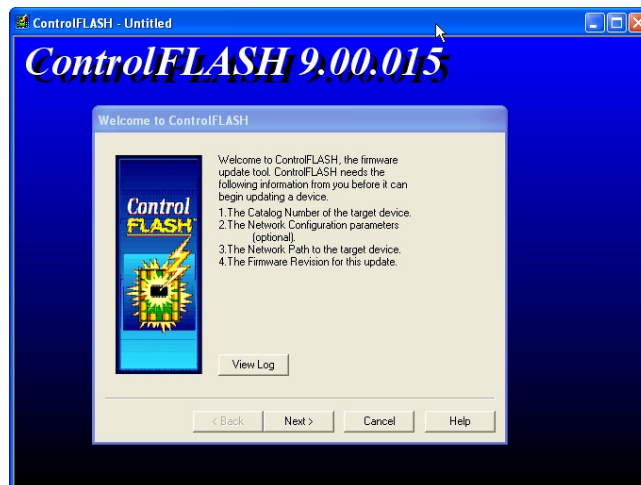 ControlFLASH - Untitled
ControlFLASH 9.00.015
Welcome to ControlFLASH
Welcome to ControlFLASH, the firmware
update tool. ControlFLASH needs the
following information from you before it can
begin updating a device.
1.The Catalog Number of the target device.
2.The Network Configuration parameters
(optional).
3.The Network Path to the target device.
4.The Firmware Revision for this update.
Control
FLASH
View Log
< Back
Next >
Cancel
Help